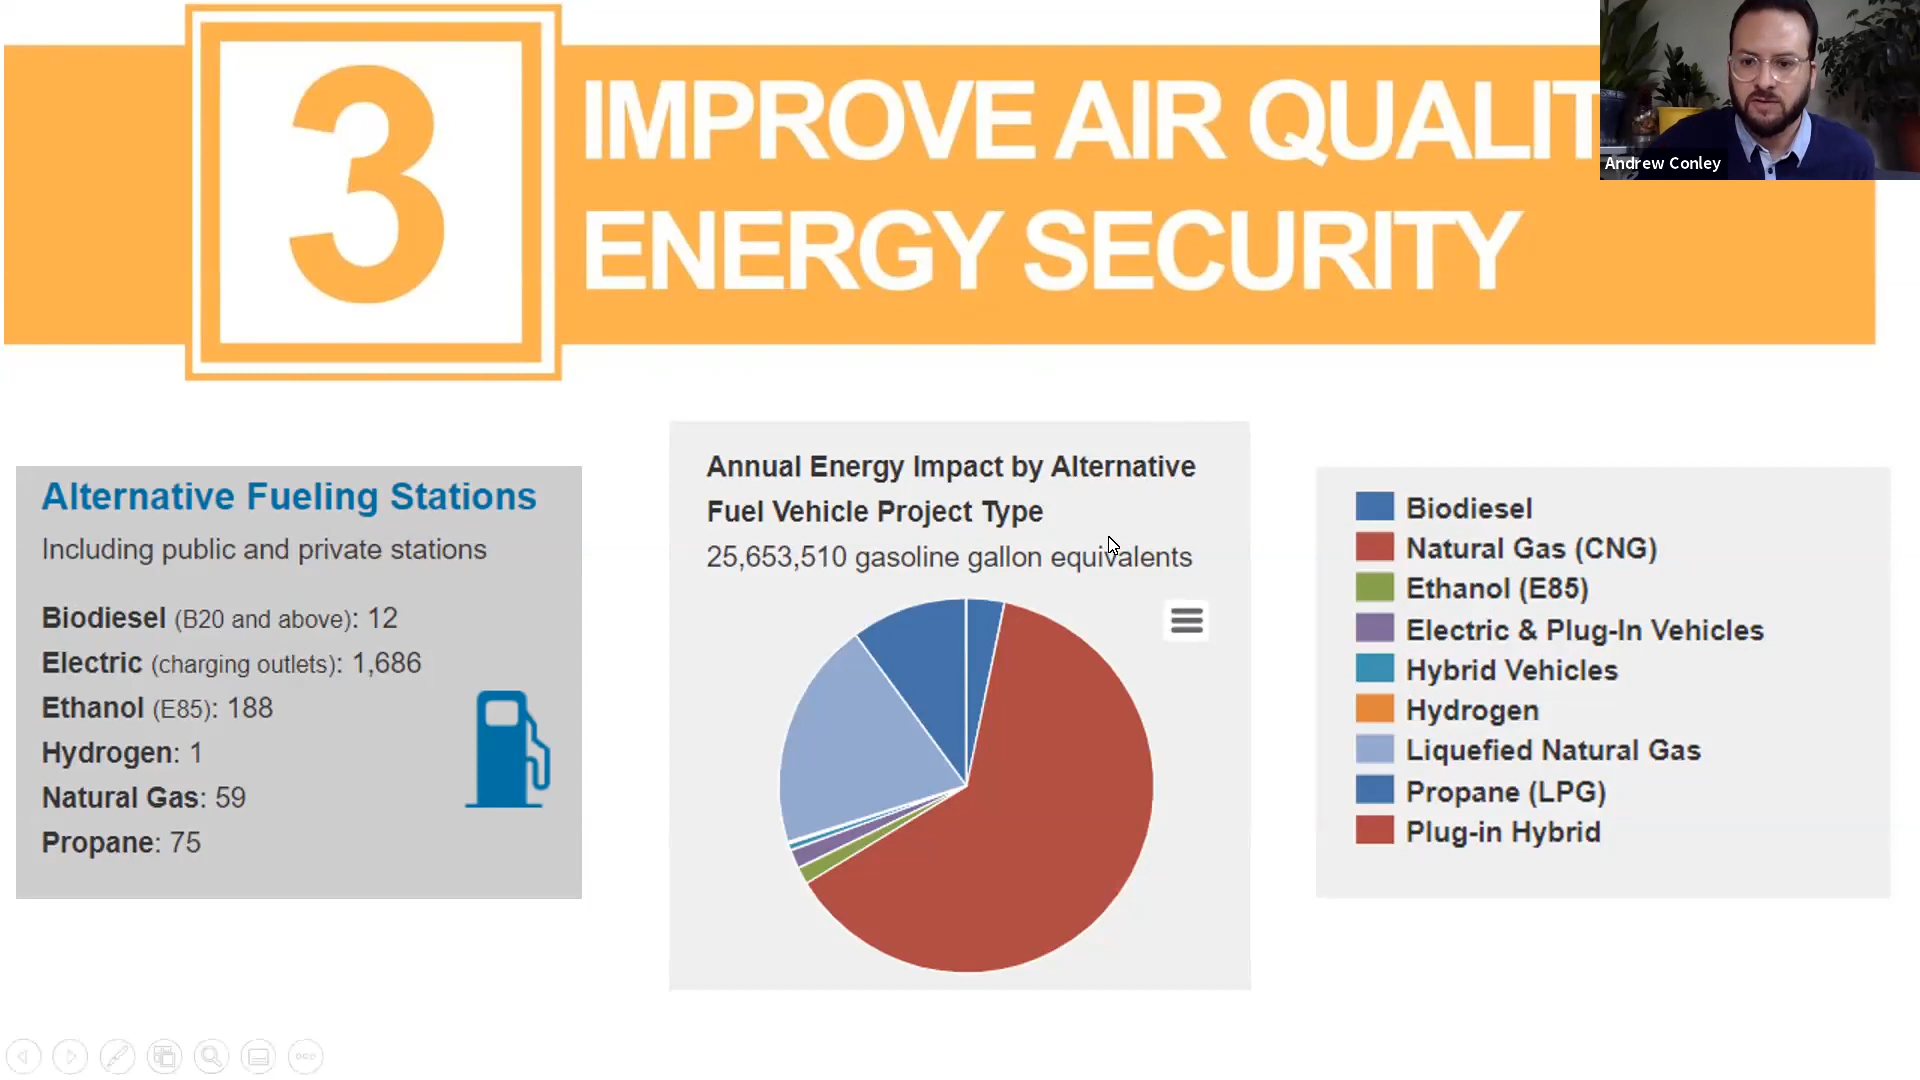 3
IMPROVE AIR QUALIT
ENERGY SECURITY
Andrew Conley
Alternative Fueling Stations
Including public and private stations
Biodiesel (B20 and above): 12
Electric (charging outlets): 1,686
Ethanol (E85): 188
Hydrogen: 1
Natural Gas: 59
Propane: 75
Annual Energy Impact by Alternative
Fuel Vehicle Project Type
25,653,510 gasoline gallon equivalents
Biodiesel
Natural Gas (CNG)
Ethanol (E85)
Electric & Plug-In Vehicles
Hybrid Vehicles
Hydrogen
Liquefied Natural Gas
Propane (LPG)
Plug-in Hybrid